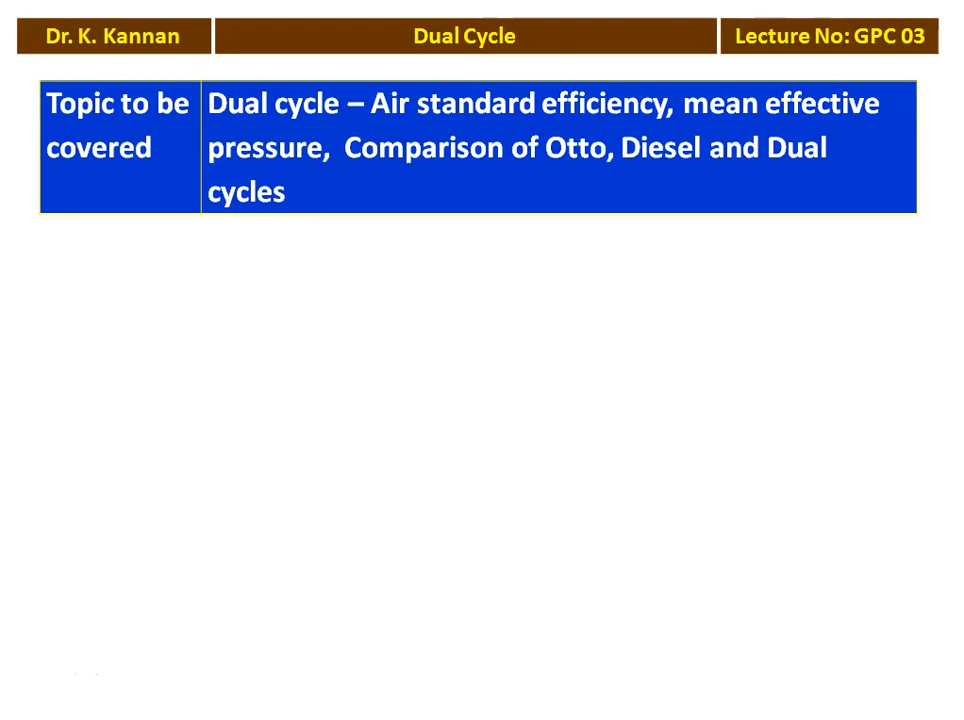 Dr. K. Kannan
Dual Cycle
Lecture No: GPC 03
Topic to be covered
Dual cycle – Air standard efficiency, mean effective
pressure,  Comparison of Otto, Diesel and Dual
cycles